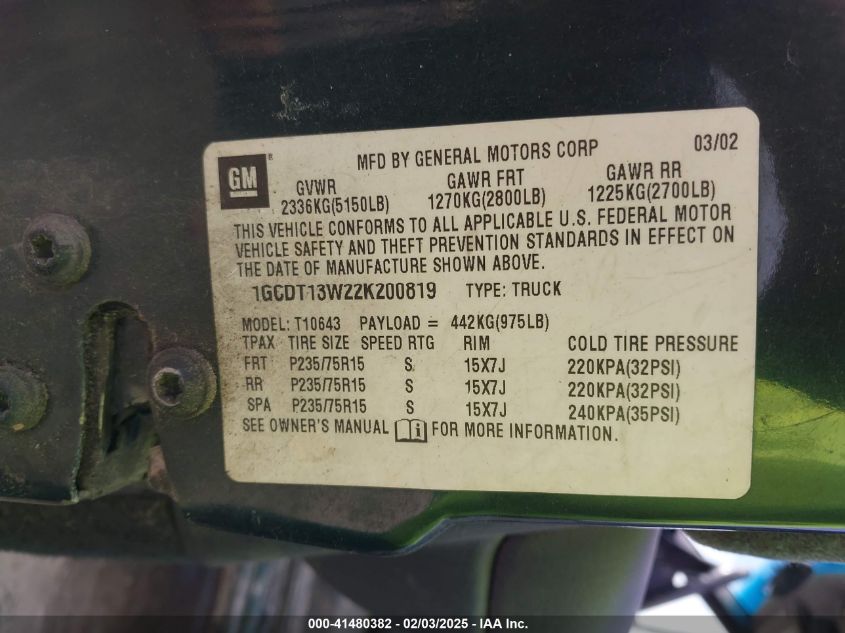 GM®
MFD BY GENERAL MOTORS CORP 03/02
GVWR GAWR FRT GAWR RR
2336KG(5150LB) 1270KG(2800LB) 1225KG(2700LB)
THIS VEHICLE CONFORMS TO ALL APPLICABLE U.S. FEDERAL MOTOR
VEHICLE SAFETY AND THEFT PREVENTION STANDARDS IN EFFECT ON
THE DATE OF MANUFACTURE SHOWN ABOVE.
1GCDT13W22K200819 TYPE: TRUCK
MODEL: T10643 PAYLOAD = 442KG(975LB)
TPAX TIRE SIZE SPEED RTG RIM COLD TIRE PRESSURE
FRT P235/75R15 S 15X7J 220KPA(32PSI)
RR P235/75R15 S 15X7J 220KPA(32PSI)
SPA P235/75R15 S 15X7J 240KPA(35PSI)
SEE OWNER'S MANUAL i FOR MORE INFORMATION.
000-41480382 - 02/03/2025 - IAA Inc.